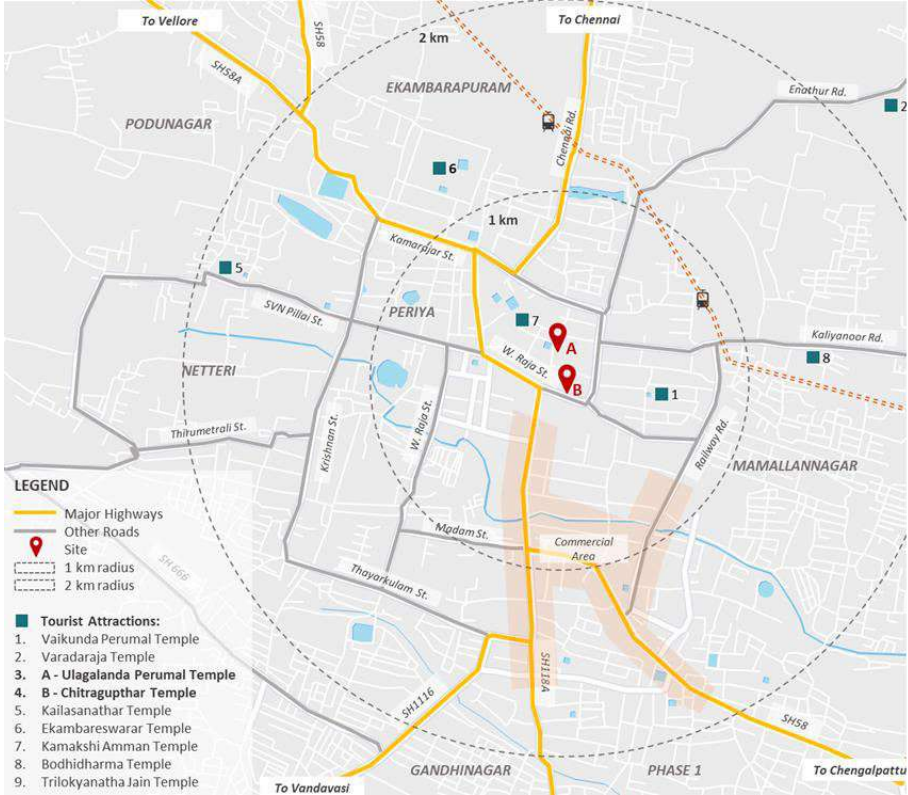 To Vellore
SH58
2 km
To Chennai
SH58A
EKAMBARAPURAM
Enathur Rd.
2
PODUNAGAR
Chennai Rd.
6
1 km
Kamarajar St.
5
SVN Pillai St.
PERIYA
7
A
Kaliyanoor Rd.
8
W. Raja St.
NETTERI
B
1
Thirumetrali St.
Krishnan St.
W. Raja St.
Railway Rd.
MAMALLANNAGAR
LEGEND
Major Highways
Other Roads
Site
1 km radius
2 km radius
SH 666
Madam St.
Commercial
Area
Thayarkulam St.
Tourist Attractions:
1. Vaikunda Perumal Temple
2. Varadaraja Temple
3. A - Ulagalanda Perumal Temple
4. B - Chitragupthar Temple
5. Kailasanathar Temple
6. Ekambareswarar Temple
7. Kamakshi Amman Temple
8. Bodhidharma Temple
9. Trilokyanatha Jain Temple
SH1116
SH118A
SH58
To Vandavasi
GANDHINAGAR
PHASE 1
To Chengalpattu